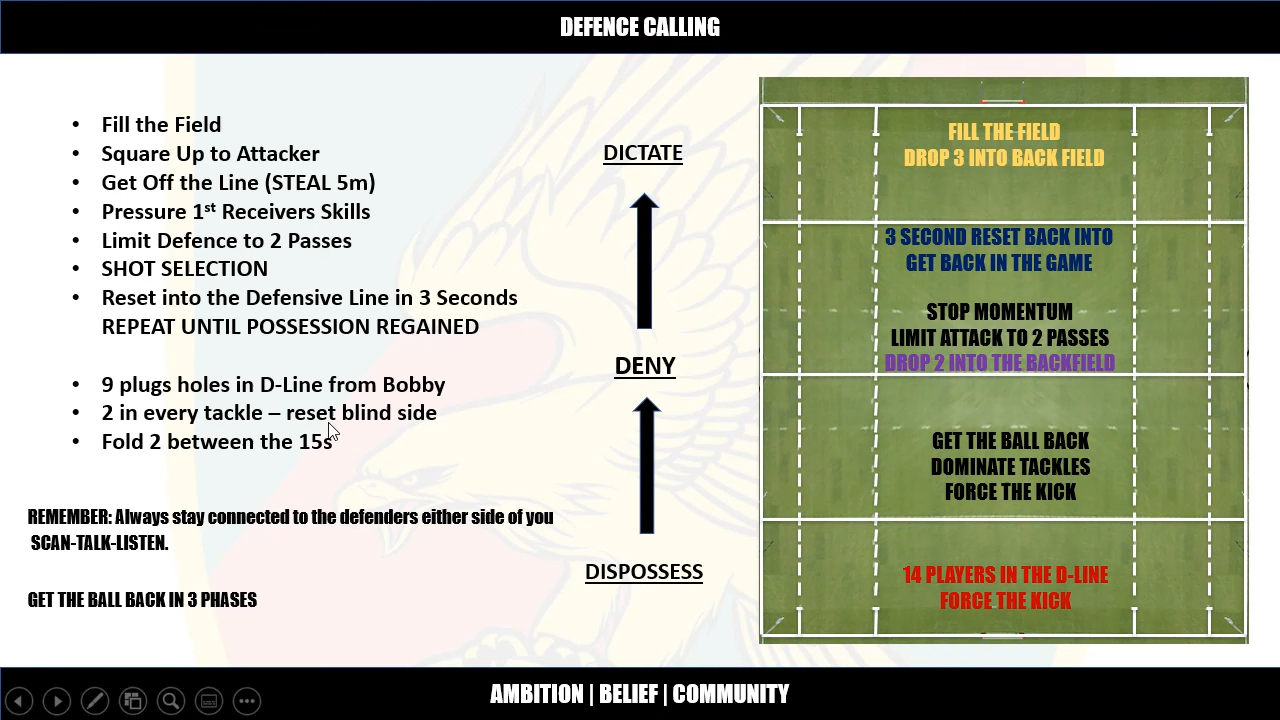 DEFENCE CALLING
Fill the Field
Square Up to Attacker
Get Off the Line (STEAL 5m)
Pressure 1st Receivers Skills
Limit Defence to 2 Passes
SHOT SELECTION
Reset into the Defensive Line in 3 Seconds
REPEAT UNTIL POSSESSION REGAINED
9 plugs holes in D-Line from Bobby
2 in every tackle – reset blind side
Fold 2 between the 15s
REMEMBER: Always stay connected to the defenders either side of you
SCAN-TALK-LISTEN.
GET THE BALL BACK IN 3 PHASES
DICTATE
DENY
DISPOSSESS
FILL THE FIELD
DROP 3 INTO BACK FIELD
3 SECOND RESET BACK INTO
GET BACK IN THE GAME
STOP MOMENTUM
LIMIT ATTACK TO 2 PASSES
DROP 2 INTO THE BACKFIELD
GET THE BALL BACK
DOMINATE TACKLES
FORCE THE KICK
14 PLAYERS IN THE D-LINE
FORCE THE KICK
AMBITION | BELIEF | COMMUNITY